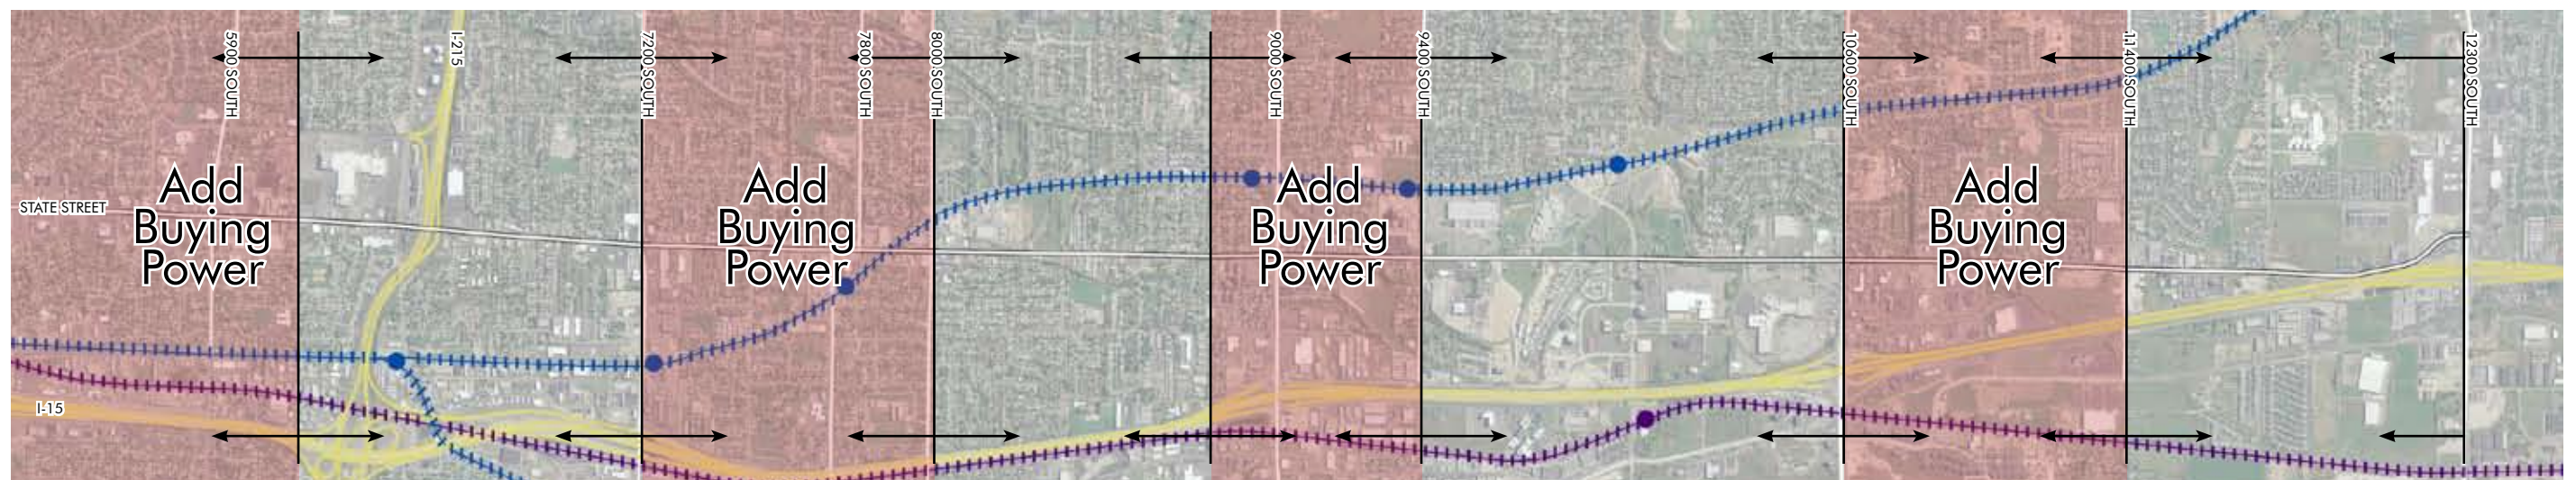 5900 SOUTH
I-215
7200 SOUTH
7800 SOUTH
8000 SOUTH
9000 SOUTH
9400 SOUTH
10600 SOUTH
11400 SOUTH
12300 SOUTH
STATE STREET
Add
Buying
Power
Add
Buying
Power
Add
Buying
Power
Add
Buying
Power
I-15